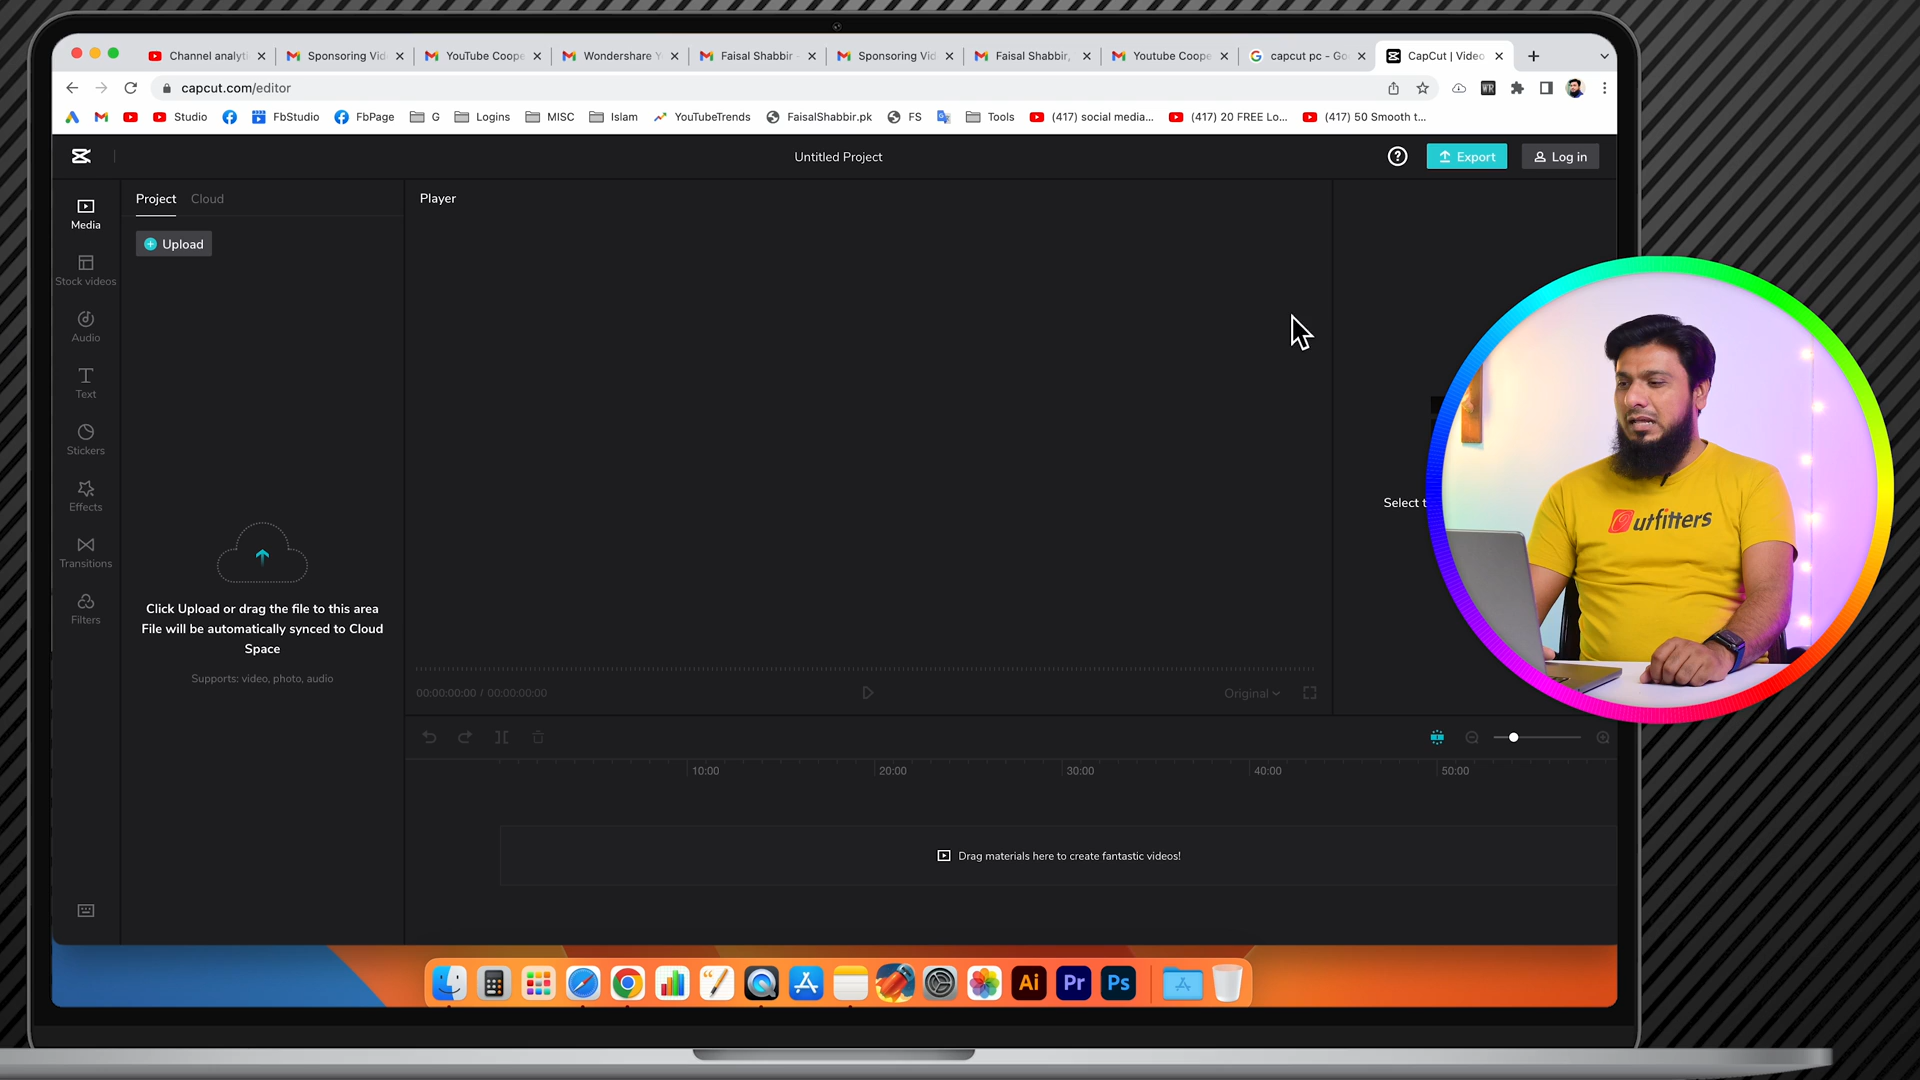 Channel analyti
Sponsoring Vid
YouTube Coope
Wondershare Y
Faisal Shabbir -
Sponsoring Vid
Faisal Shabbir,
Youtube Coope
capcut pc - Go
CapCut | Video
capcut.com/editor
WR
Studio
FbStudio
FbPage
G
Logins
MISC
Islam
YouTubeTrends
FaisalShabbir.pk
FS
Tools
(417) social media...
(417) 20 FREE Lo...
(417) 50 Smooth t...
Untitled Project
Export
Log in
Media
Stock videos
Audio
Text
Stickers
Effects
Transitions
Filters
Project
Cloud
Upload
Click Upload or drag the file to this area
File will be automatically synced to Cloud
Space
Supports: video, photo, audio
Player
Select t
utfitters
00:00:00:00 / 00:00:00:00
Original
10:00
20:00
30:00
40:00
50:00
Drag materials here to create fantastic videos!
Ai
Pr
Ps